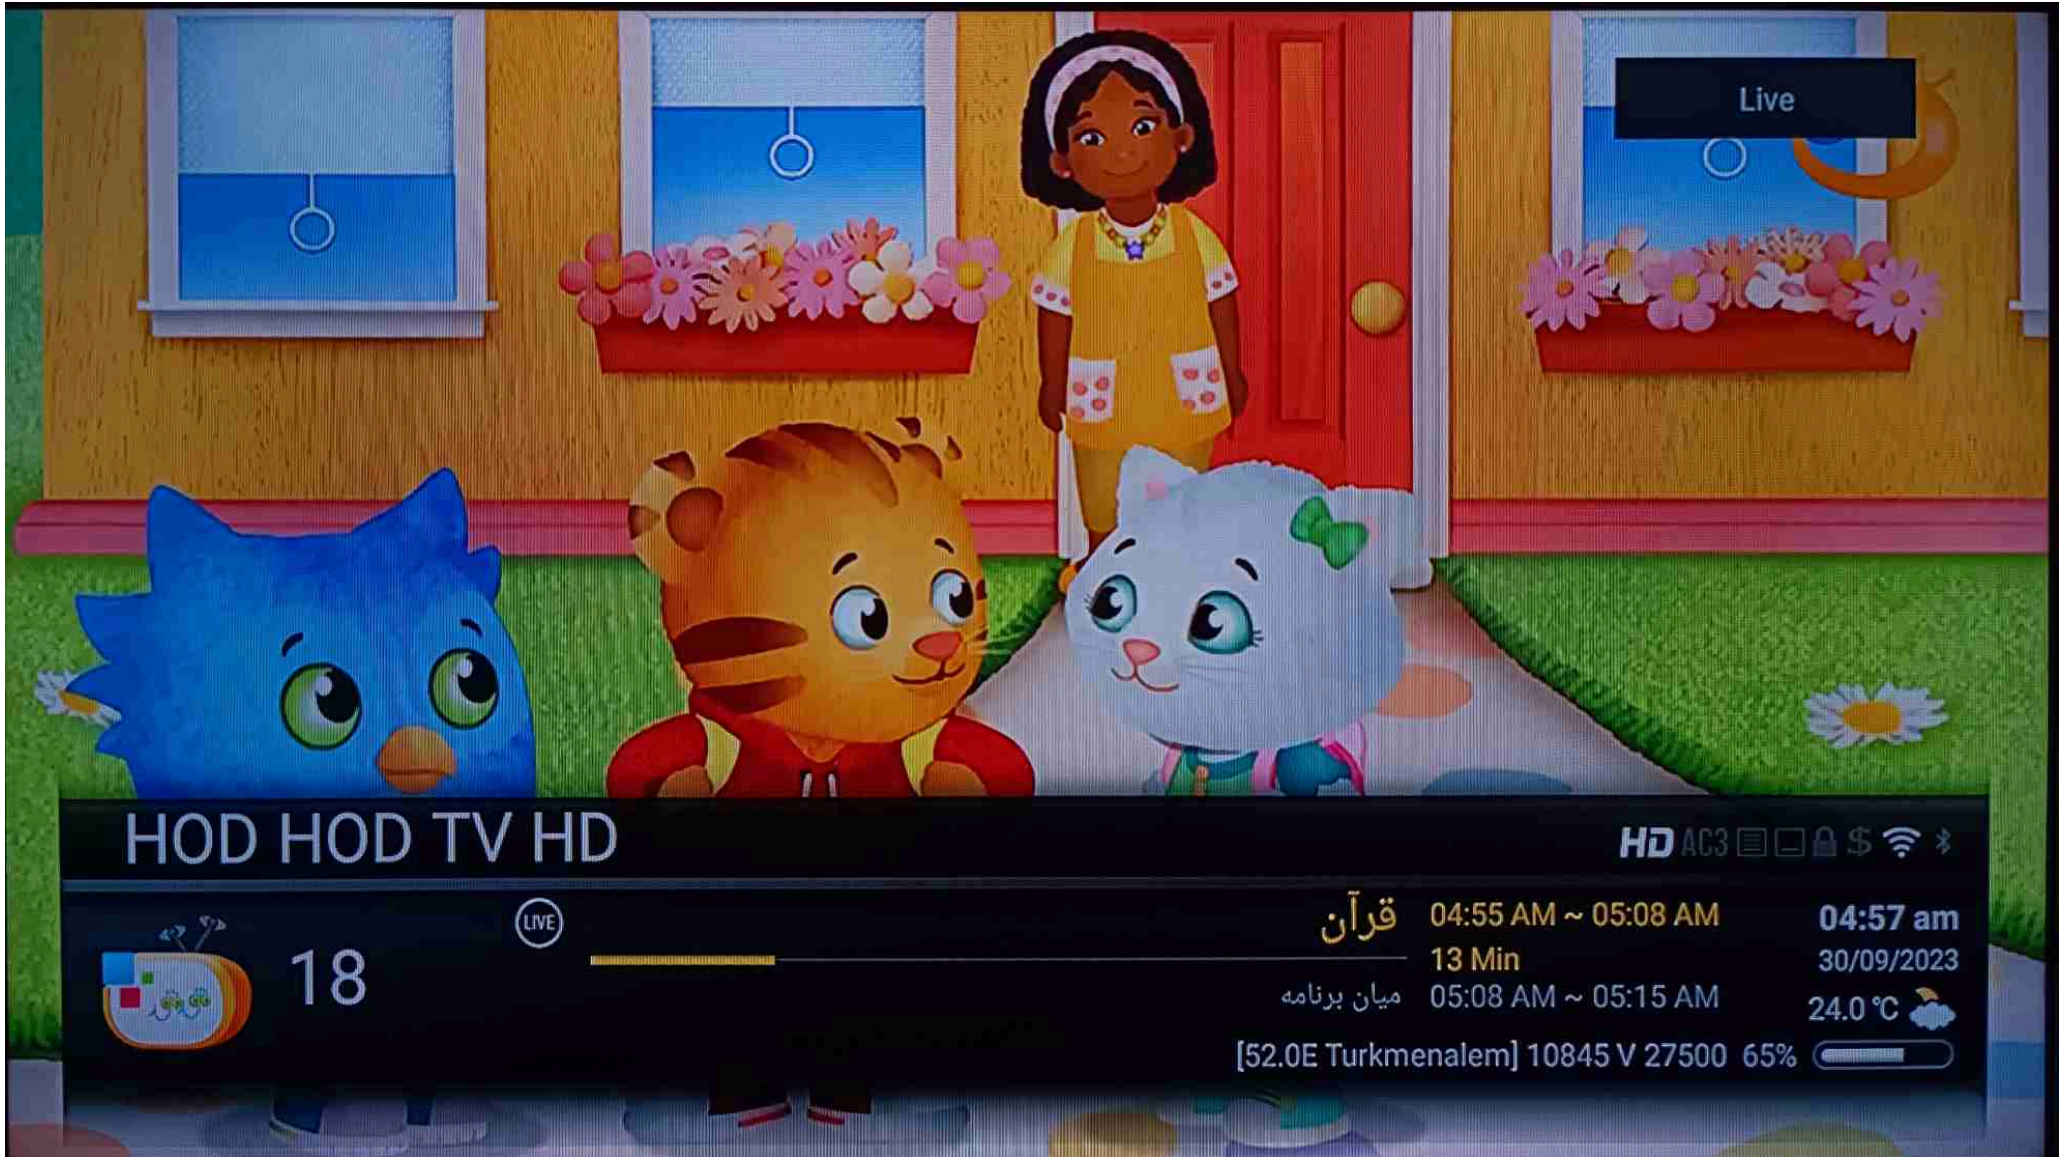 Live
HOD HOD TV HD
HD AC3 $
18
LIVE
قرآن 04:55 AM ~ 05:08 AM
13 Min
میان برنامه 05:08 AM ~ 05:15 AM
04:57 am
30/09/2023
24.0 °C
[52.0E Turkmenalem] 10845 V 27500 65%